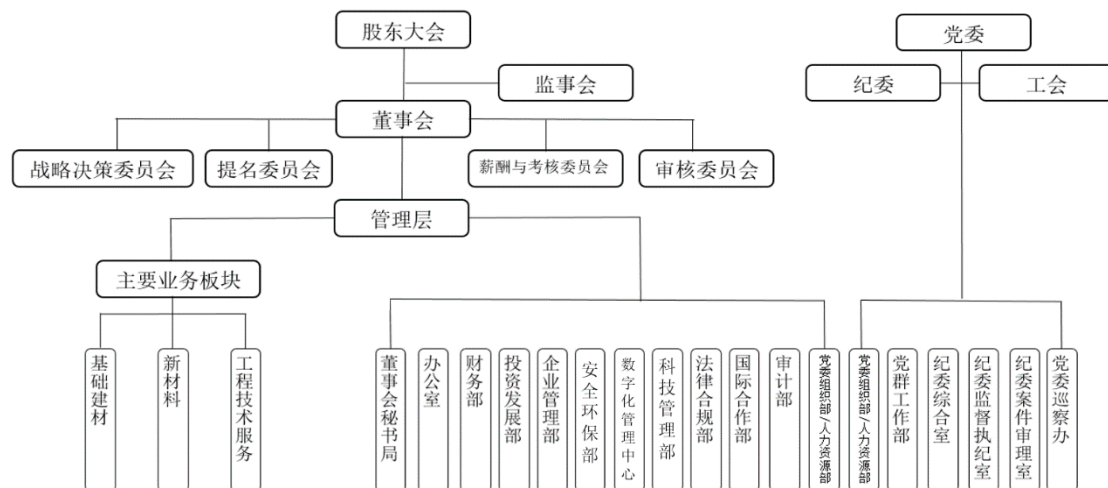 股东大会
党委
监事会
纪委
工会
董事会
战略决策委员会
提名委员会
薪酬与考核委员会
审核委员会
管理层
主要业务板块
基础建材
新材料
工程技术服务
董事会秘书局
办公室
财务部
投资发展部
企业管理部
安全环保部
数字化管理中心
科技管理部
法律合规部
国际合作部
审计部
党委组织部/人力资源部
党委组织部/人力资源部
党群工作部
纪委综合室
纪委监督执纪室
纪委案件审理室
党委巡察办